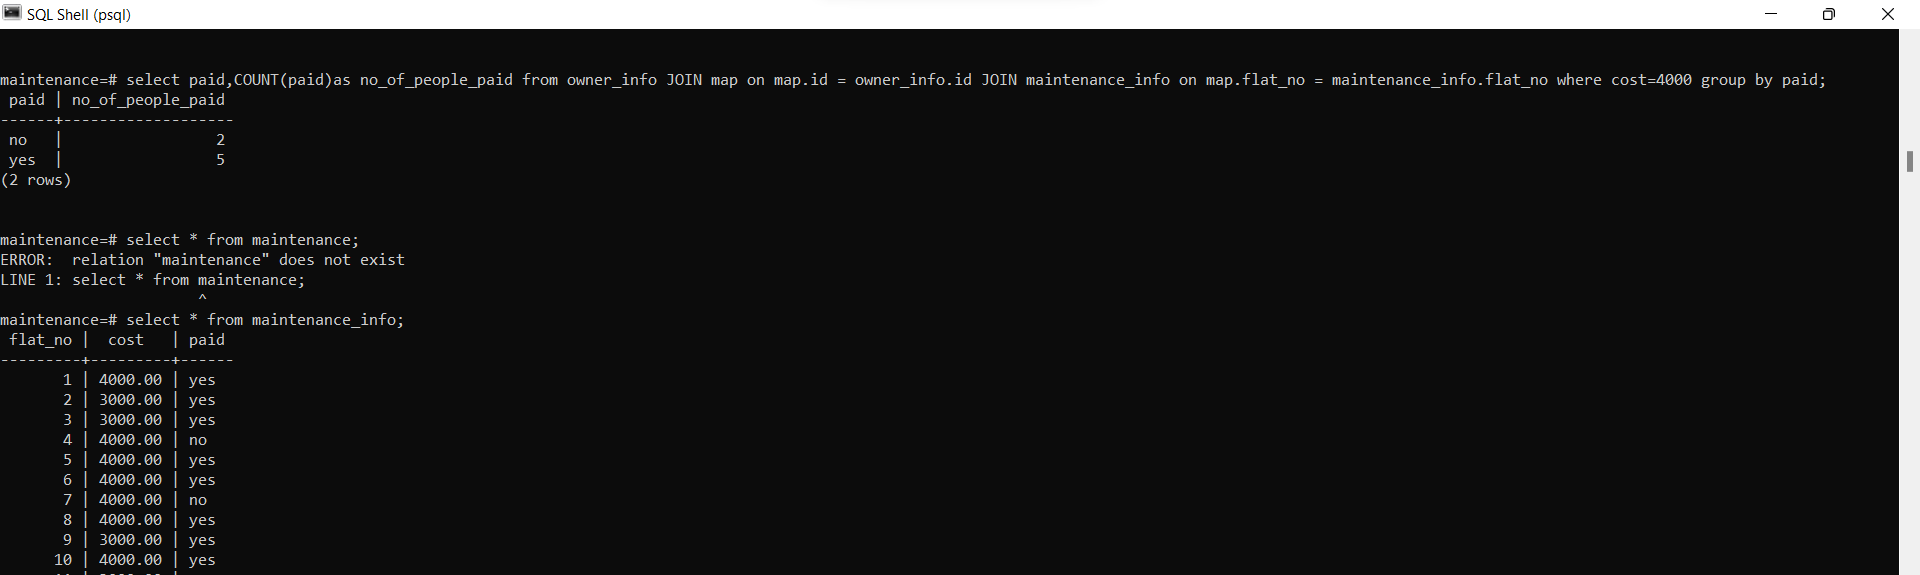 SQL Shell (psql)
maintenance=# select paid,COUNT(paid)as no_of_people_paid from owner_info JOIN map on map.id = owner_info.id JOIN maintenance_info on map.flat_no = maintenance_info.flat_no where cost=4000 group by paid;
 paid | no_of_people_paid
------+-------------------
 no   |                 2
 yes  |                 5
(2 rows)
maintenance=# select * from maintenance;
ERROR:  relation "maintenance" does not exist
LINE 1: select * from maintenance;
                      ^
maintenance=# select * from maintenance_info;
 flat_no |  cost   | paid
---------+---------+------
       1 | 4000.00 | yes
       2 | 3000.00 | yes
       3 | 3000.00 | yes
       4 | 4000.00 | no
       5 | 4000.00 | yes
       6 | 4000.00 | yes
       7 | 4000.00 | no
       8 | 4000.00 | yes
       9 | 3000.00 | yes
      10 | 4000.00 | yes